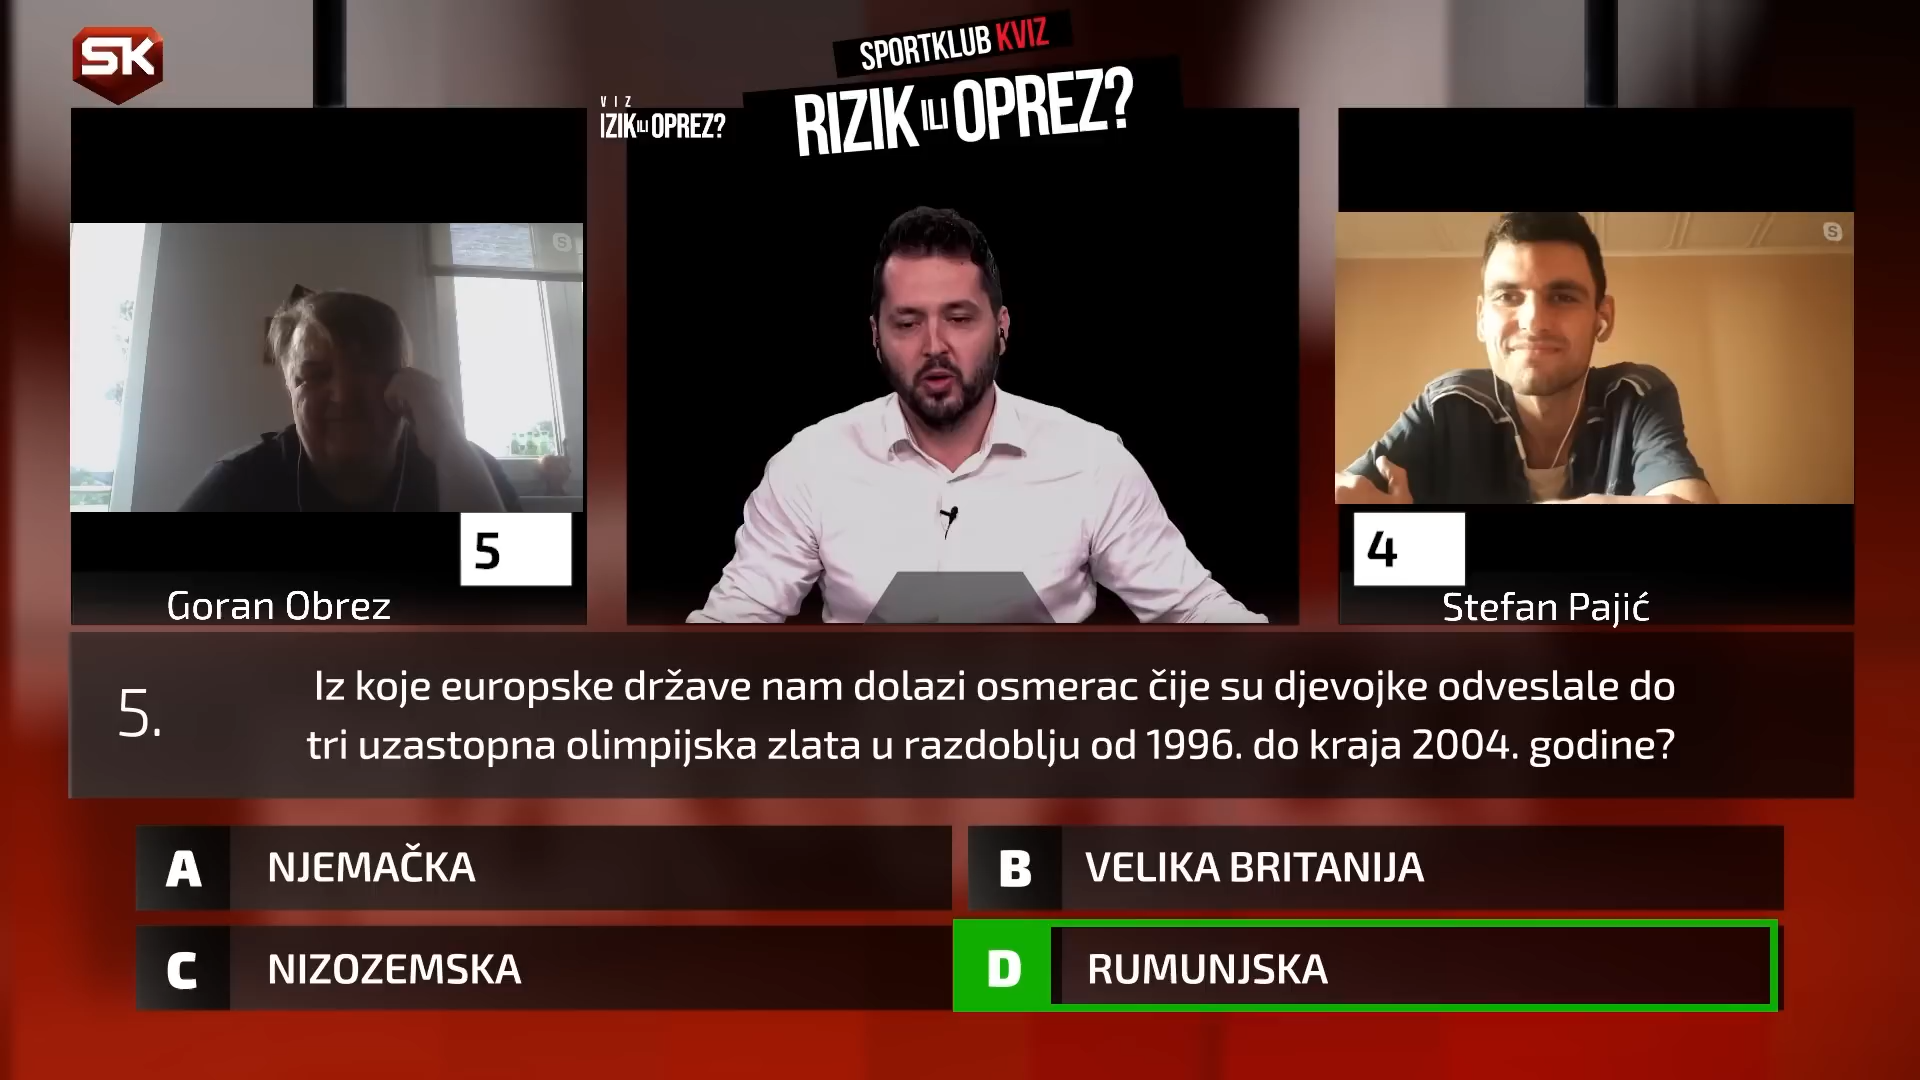 SK
SPORTKLUB KVIZ
RIZIK ILI OPREZ?
VIZ
IZIK ILI OPREZ?
5
Goran Obrez
4
Stefan Pajić
5.
Iz koje europske države nam dolazi osmerac čije su djevojke odveslale do
tri uzastopna olimpijska zlata u razdoblju od 1996. do kraja 2004. godine?
A NJEMAČKA
B VELIKA BRITANIJA
C NIZOZEMSKA
D RUMUNJSKA